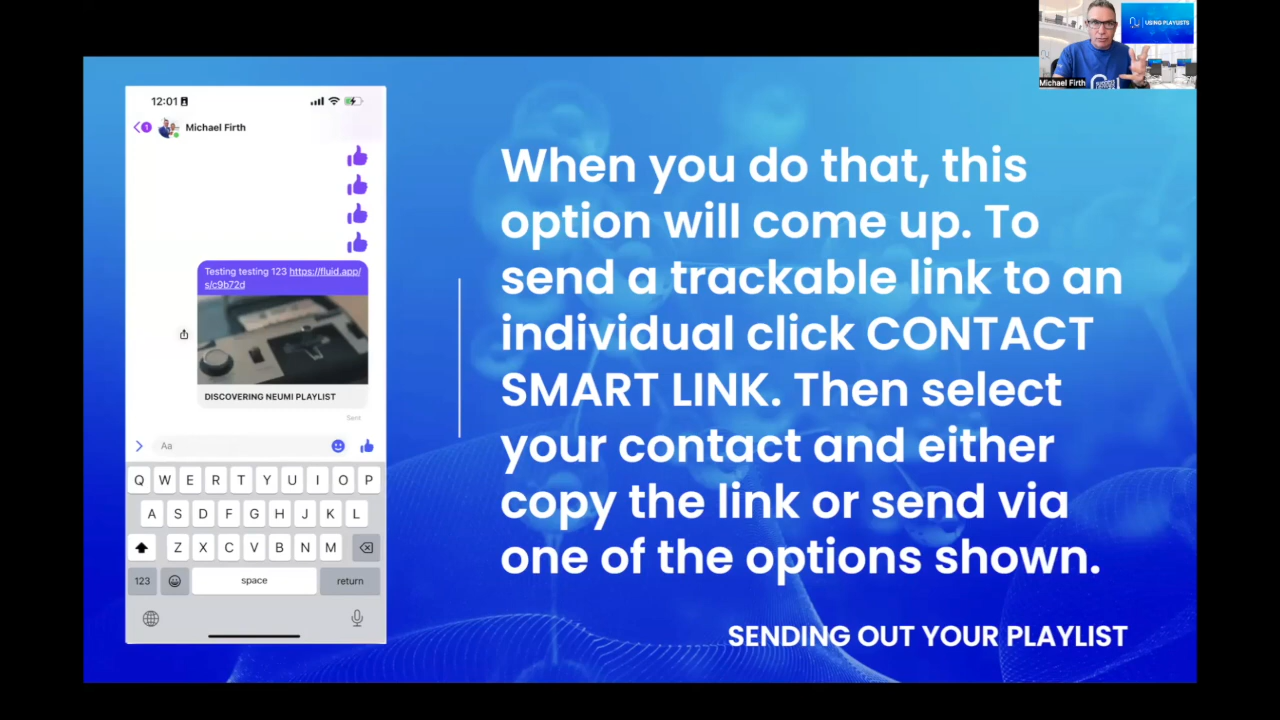 USING PLAYLISTS
Michael Firth
12:01
1
Michael Firth
Testing testing 123 https://fluid.app/
s/c9b72d
DISCOVERING NEUMI PLAYLIST
Sent
Aa
Q W E R T Y U I O P
A S D F G H J K L
Z X C V B N M
123 space return
When you do that, this
option will come up. To
send a trackable link to an
individual click CONTACT
SMART LINK. Then select
your contact and either
copy the link or send via
one of the options shown.
SENDING OUT YOUR PLAYLIST